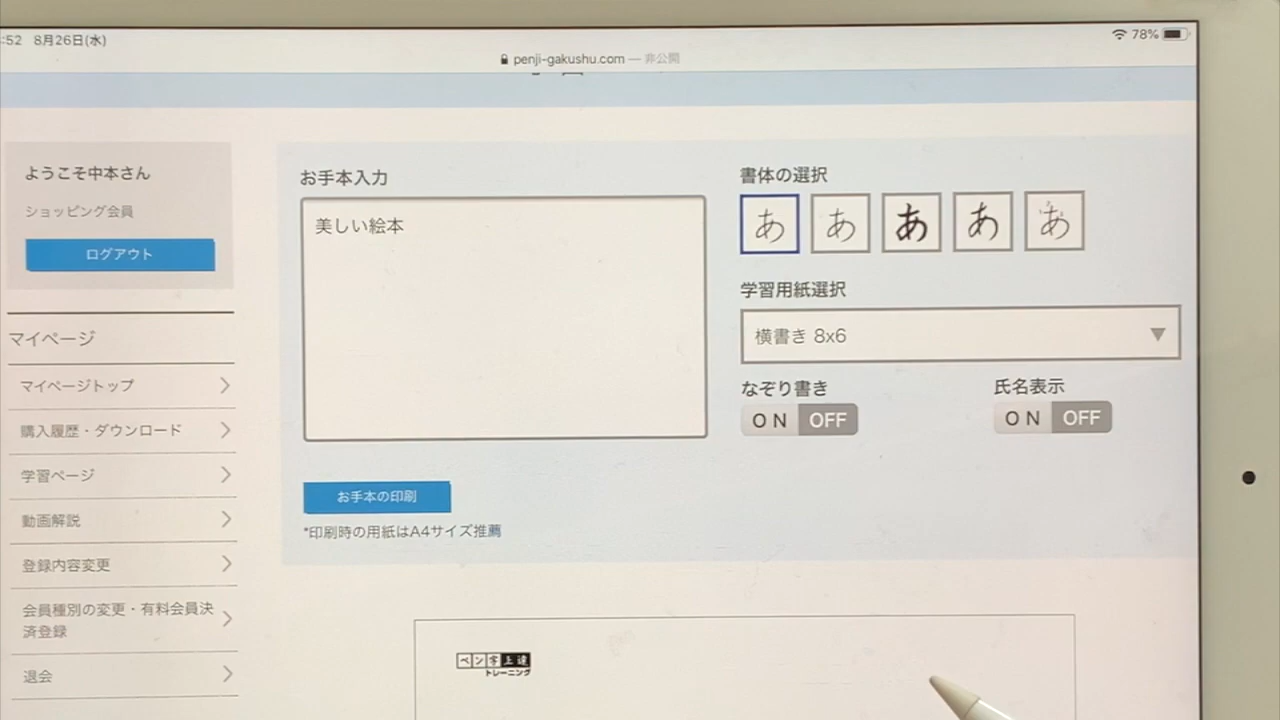 :52 8月26日(水)
78%
penji-gakushu.com — 非公開
ようこそ中本さん
ショッピング会員
ログアウト
マイページ
マイページトップ
購入履歴・ダウンロード
学習ページ
動画解説
登録内容変更
会員種別の変更・有料会員決
済登録
退会
お手本入力
美しい絵本
お手本の印刷
*印刷時の用紙はA4サイズ推薦
書体の選択
あ あ あ あ あ
学習用紙選択
横書き 8x6
なぞり書き
ON OFF
氏名表示
ON OFF
ペン字上達
トレーニング